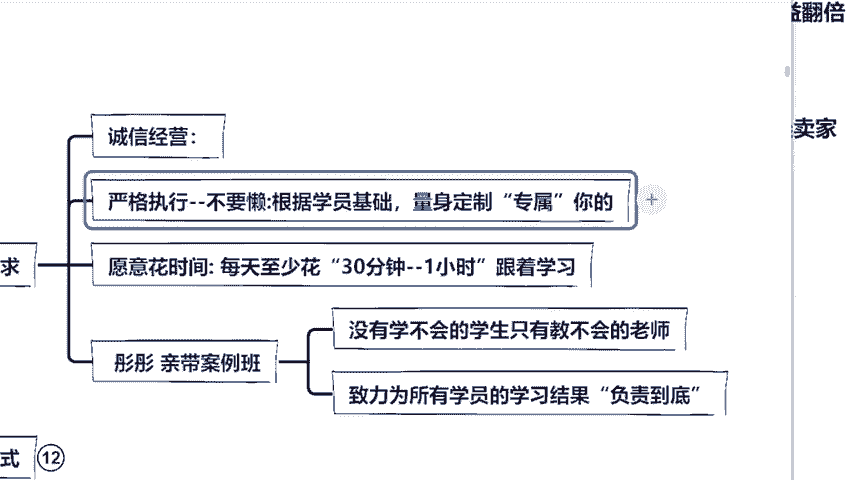 益翻倍
卖家
诚信经营：
严格执行--不要懒:根据学员基础，量身定制“专属”你的
求
愿意花时间: 每天至少花“30分钟--1小时”跟着学习
没有学不会的学生只有教不会的老师
彤彤 亲带案例班
致力为所有学员的学习结果“负责到底”
式
12